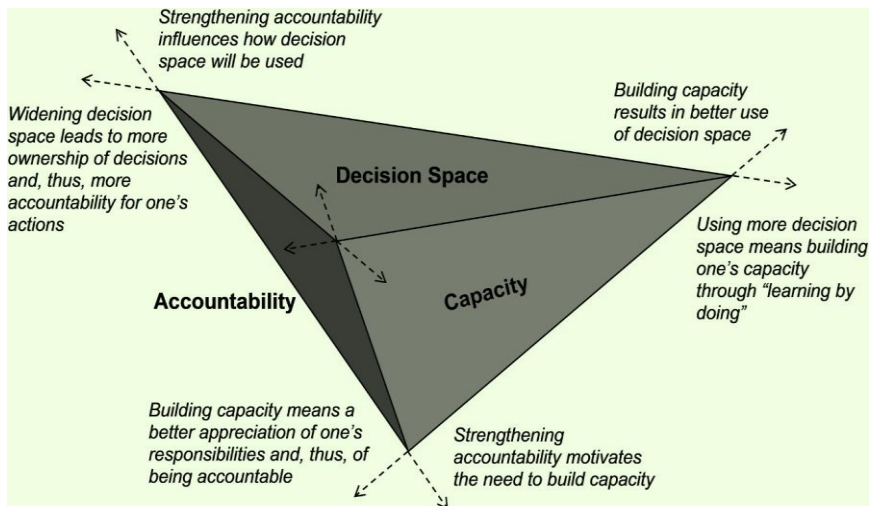 Strengthening accountability
influences how decision
space will be used
Widening decision
space leads to more
ownership of decisions
and, thus, more
accountability for one's
actions
Building capacity
results in better use
of decision space
Decision Space
Using more decision
space means building
one's capacity
through “learning by
doing”
Accountability
Capacity
Building capacity means a
better appreciation of one's
responsibilities and, thus, of
being accountable
Strengthening
accountability motivates
the need to build capacity